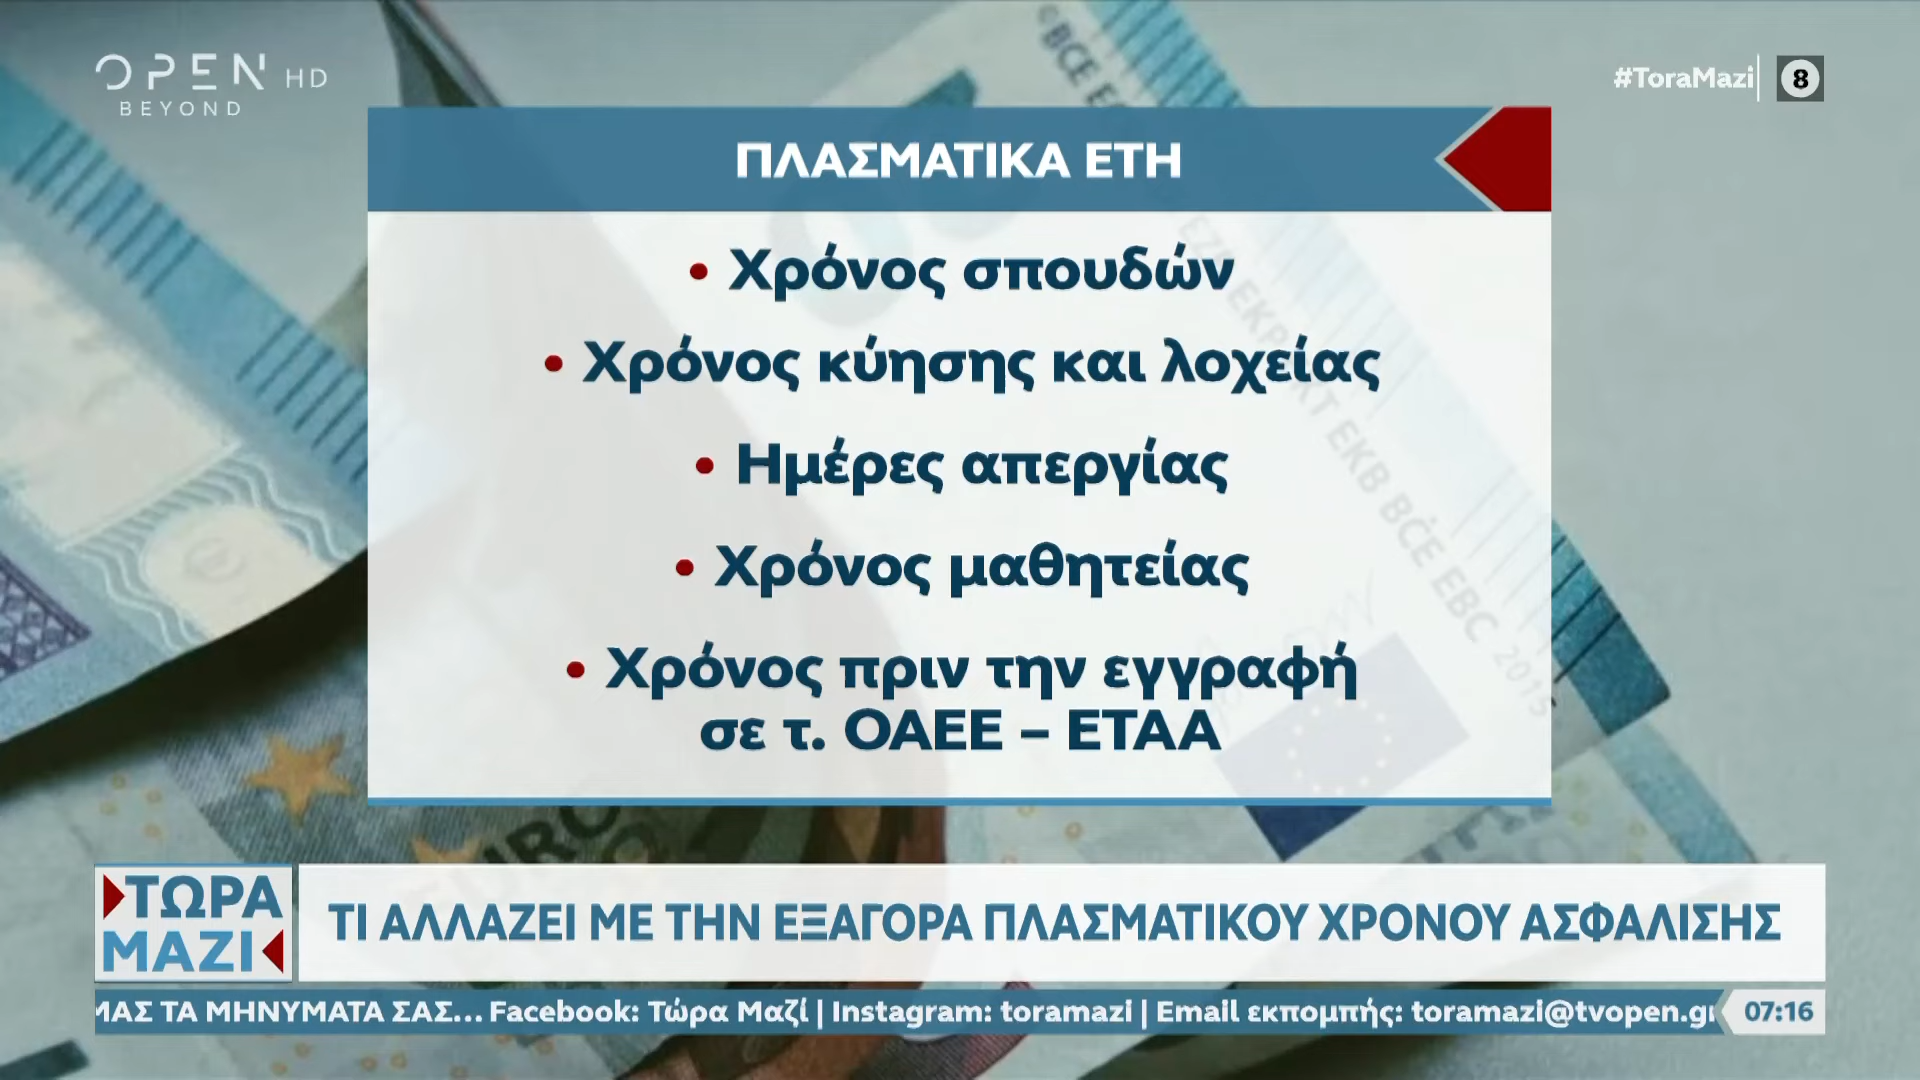 OPEN HD
BEYOND
#ToraMazi
8
ΠΛΑΣΜΑΤΙΚΑ ΕΤΗ
• Χρόνος σπουδών
• Χρόνος κύησης και λοχείας
• Ημέρες απεργίας
• Χρόνος μαθητείας
• Χρόνος πριν την εγγραφή
σε τ. ΟΑΕΕ – ΕΤΑΑ
ΤΩΡΑ
ΜΑΖΙ
ΤΙ ΑΛΛΑΖΕΙ ΜΕ ΤΗΝ ΕΞΑΓΟΡΑ ΠΛΑΣΜΑΤΙΚΟΥ ΧΡΟΝΟΥ ΑΣΦΑΛΙΣΗΣ
ΜΑΣ ΤΑ ΜΗΝΥΜΑΤΑ ΣΑΣ... Facebook: Τώρα Μαζί | Instagram: toramazi | Email εκπομπής: toramazi@tvopen.gr
07:16